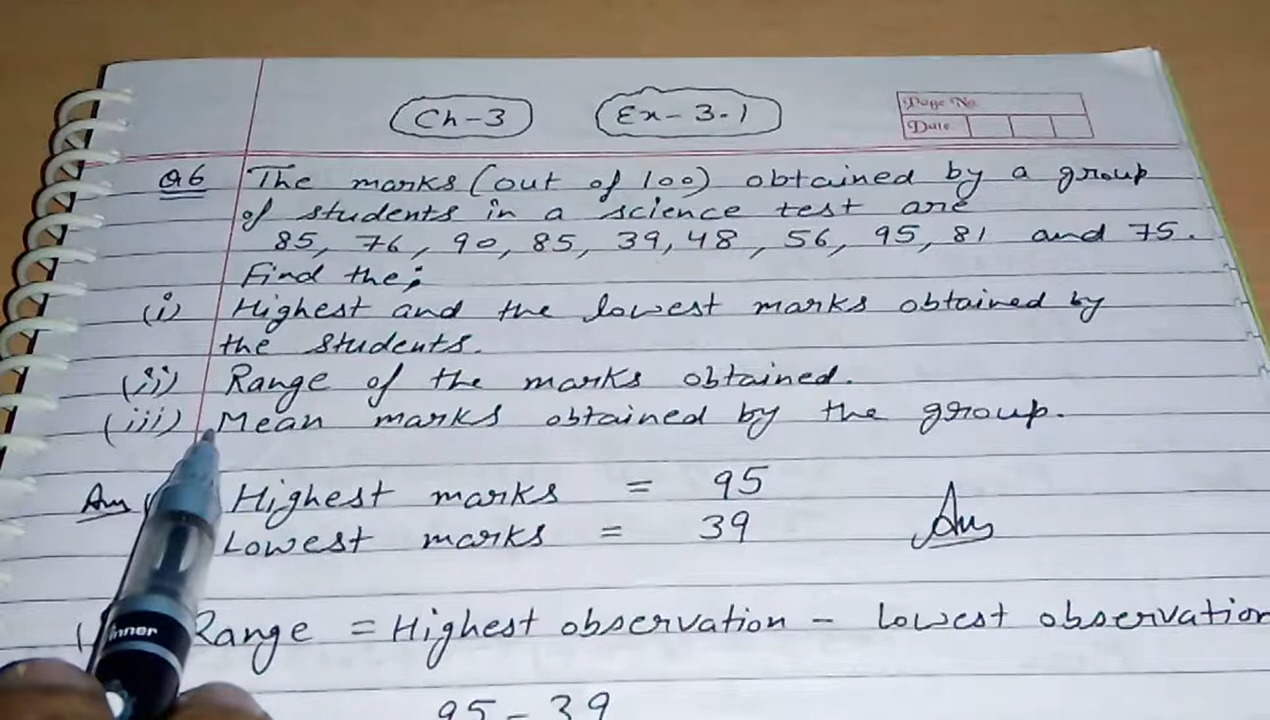 Ch-3 Ex-3.1
Page No.
Date
Q6 The marks (out of 100) obtained by a group
of students in a science test are
85, 76, 90, 85, 39, 48, 56, 95, 81 and 75.
Find the;
(i) Highest and the lowest marks obtained by
the students.
(ii) Range of the marks obtained.
(iii) Mean marks obtained by the group.
Ans Highest marks = 95
Lowest marks = 39 Ans
Range = Highest observation - lowest observation
95 - 39